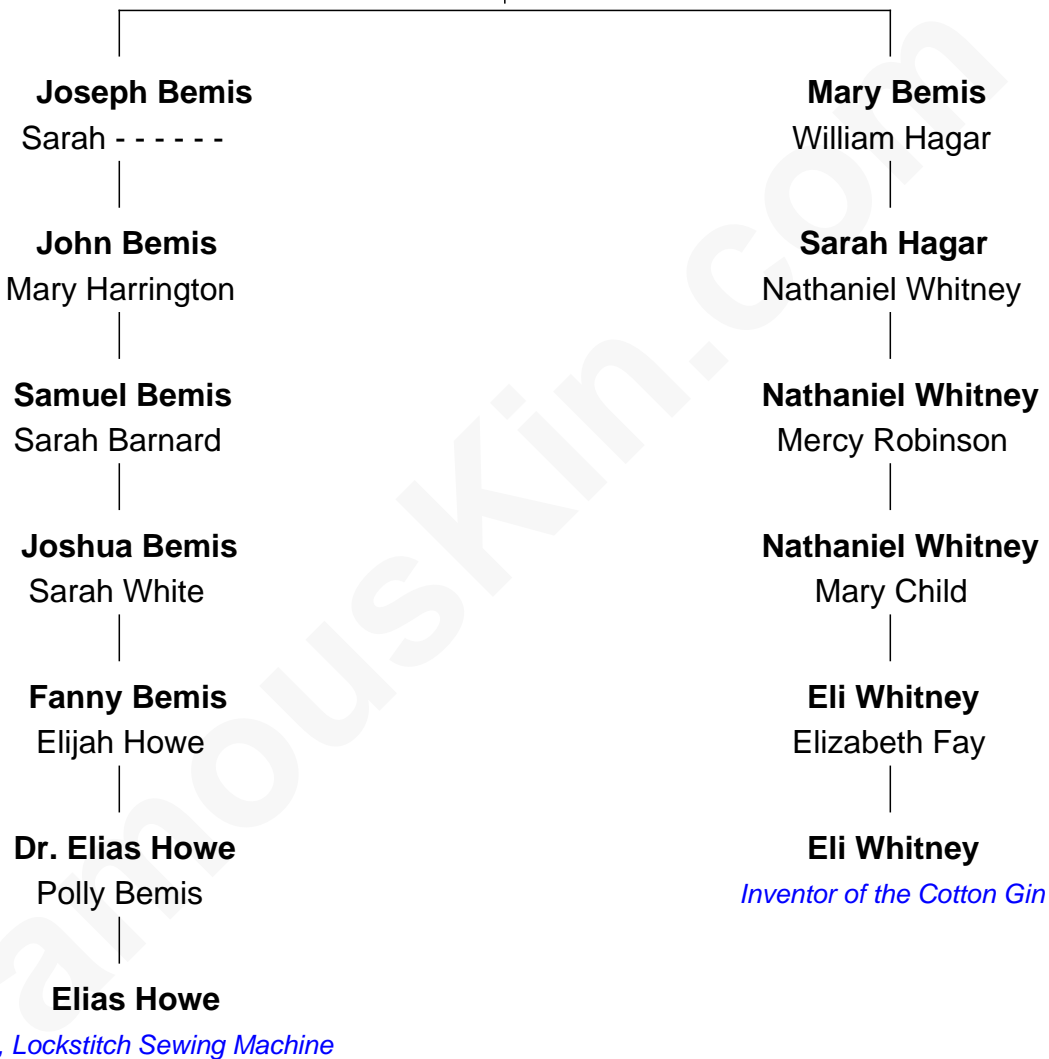 Joseph Bemis
Sarah - - - - - -
John Bemis
Mary Harrington
Samuel Bemis
Sarah Barnard
Joshua Bemis
Sarah White
Fanny Bemis
Elijah Howe
Dr. Elias Howe
Polly Bemis
Elias Howe
, Lockstitch Sewing Machine
Mary Bemis
William Hagar
Sarah Hagar
Nathaniel Whitney
Nathaniel Whitney
Mercy Robinson
Nathaniel Whitney
Mary Child
Eli Whitney
Elizabeth Fay
Eli Whitney
Inventor of the Cotton Gin
amouskin.com